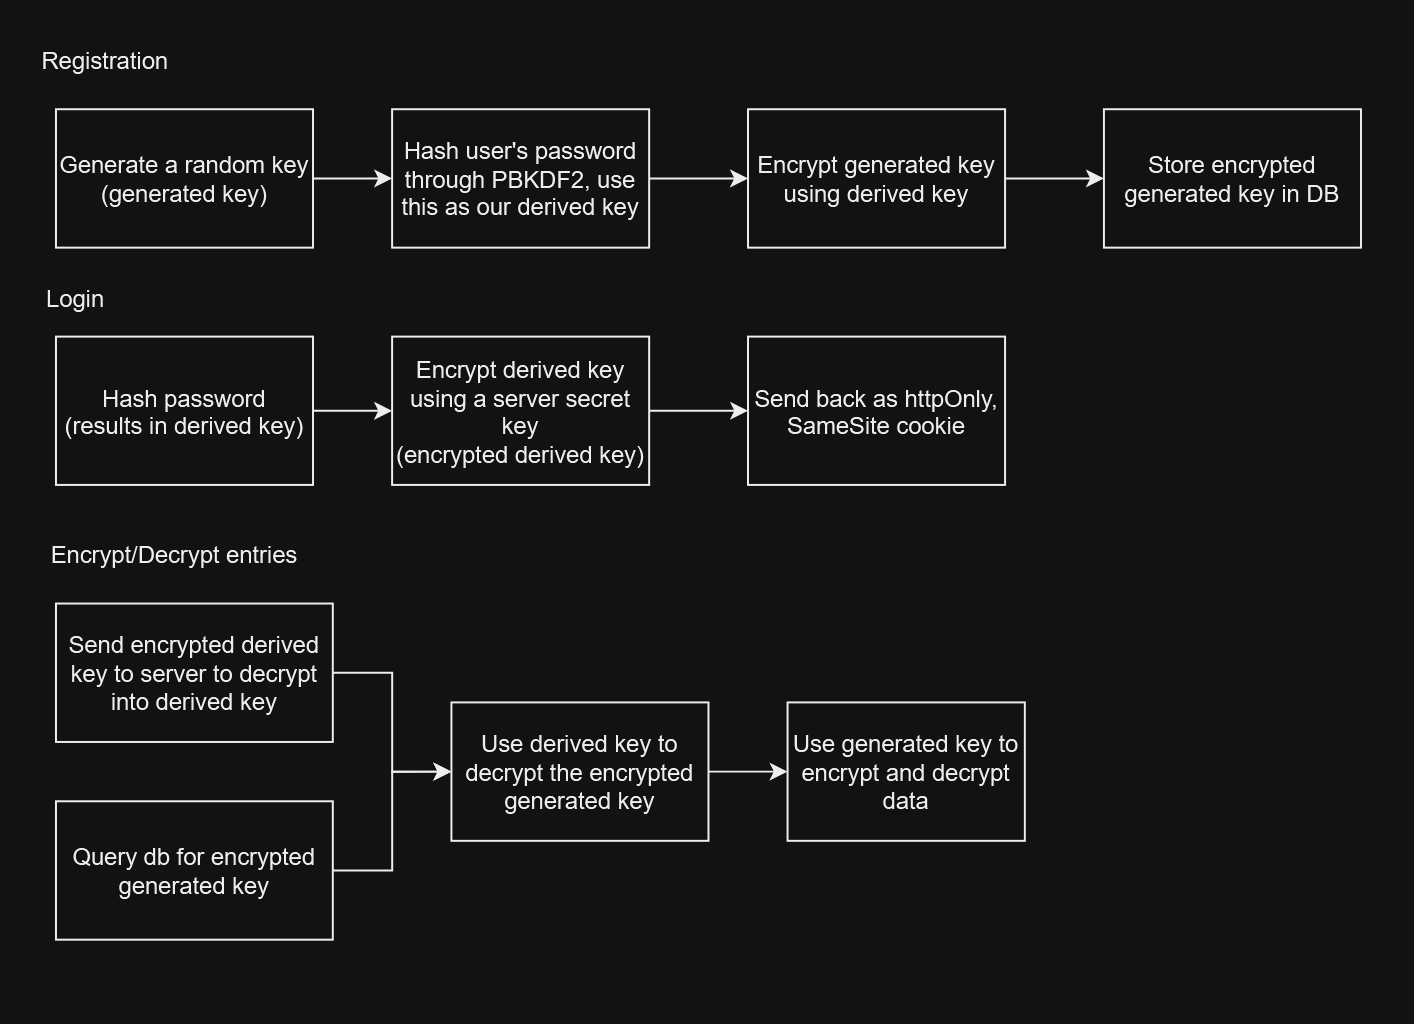 Registration
Generate a random key
(generated key)
Hash user's password
through PBKDF2, use
this as our derived key
Encrypt generated key
using derived key
Store encrypted
generated key in DB
Login
Hash password
(results in derived key)
Encrypt derived key
using a server secret
key
(encrypted derived key)
Send back as httpOnly,
SameSite cookie
Encrypt/Decrypt entries
Send encrypted derived
key to server to decrypt
into derived key
Query db for encrypted
generated key
Use derived key to
decrypt the encrypted
generated key
Use generated key to
encrypt and decrypt
data